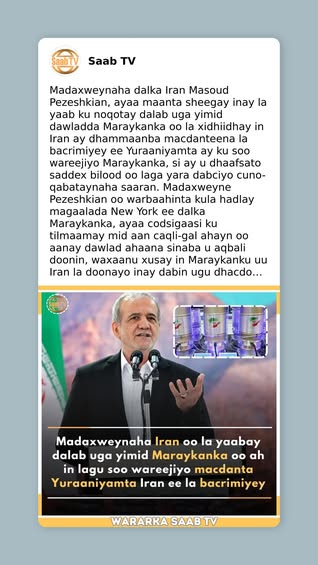 Saab TV
Saab TV
Madaxweynaha dalka Iran Masoud
Pezeshkian, ayaa maanta sheegay inay la
yaab ku noqotay dalab uga yimid
dawladda Maraykanka oo la xidhiidhay in
Iran ay dhammaanba macdanteena la
bacrimiyey ee Yuraaniyamta ay ku soo
wareejiyo Maraykanka, si ay u dhaafsato
saddex bilood oo laga yara dabciyo cuno-
qabataynaha saaran. Madaxweyne
Pezeshkian oo warbaahinta kula hadlay
magaalada New York ee dalka
Maraykanka, ayaa codsigaasi ku
tilmaamay mid aan caqli-gal ahayn oo
aanay dawlad ahaana sinaba u aqbali
doonin, waxaanu xusay in Maraykanku uu
Iran la doonayo inay dabin ugu dhacdo...
Madaxweynaha Iran oo la yaabay
dalab uga yimid Maraykanka oo ah
in lagu soo wareejiyo macdanta
Yuraaniyamta Iran ee la bacrimiyey
WARARKA SAAB TV